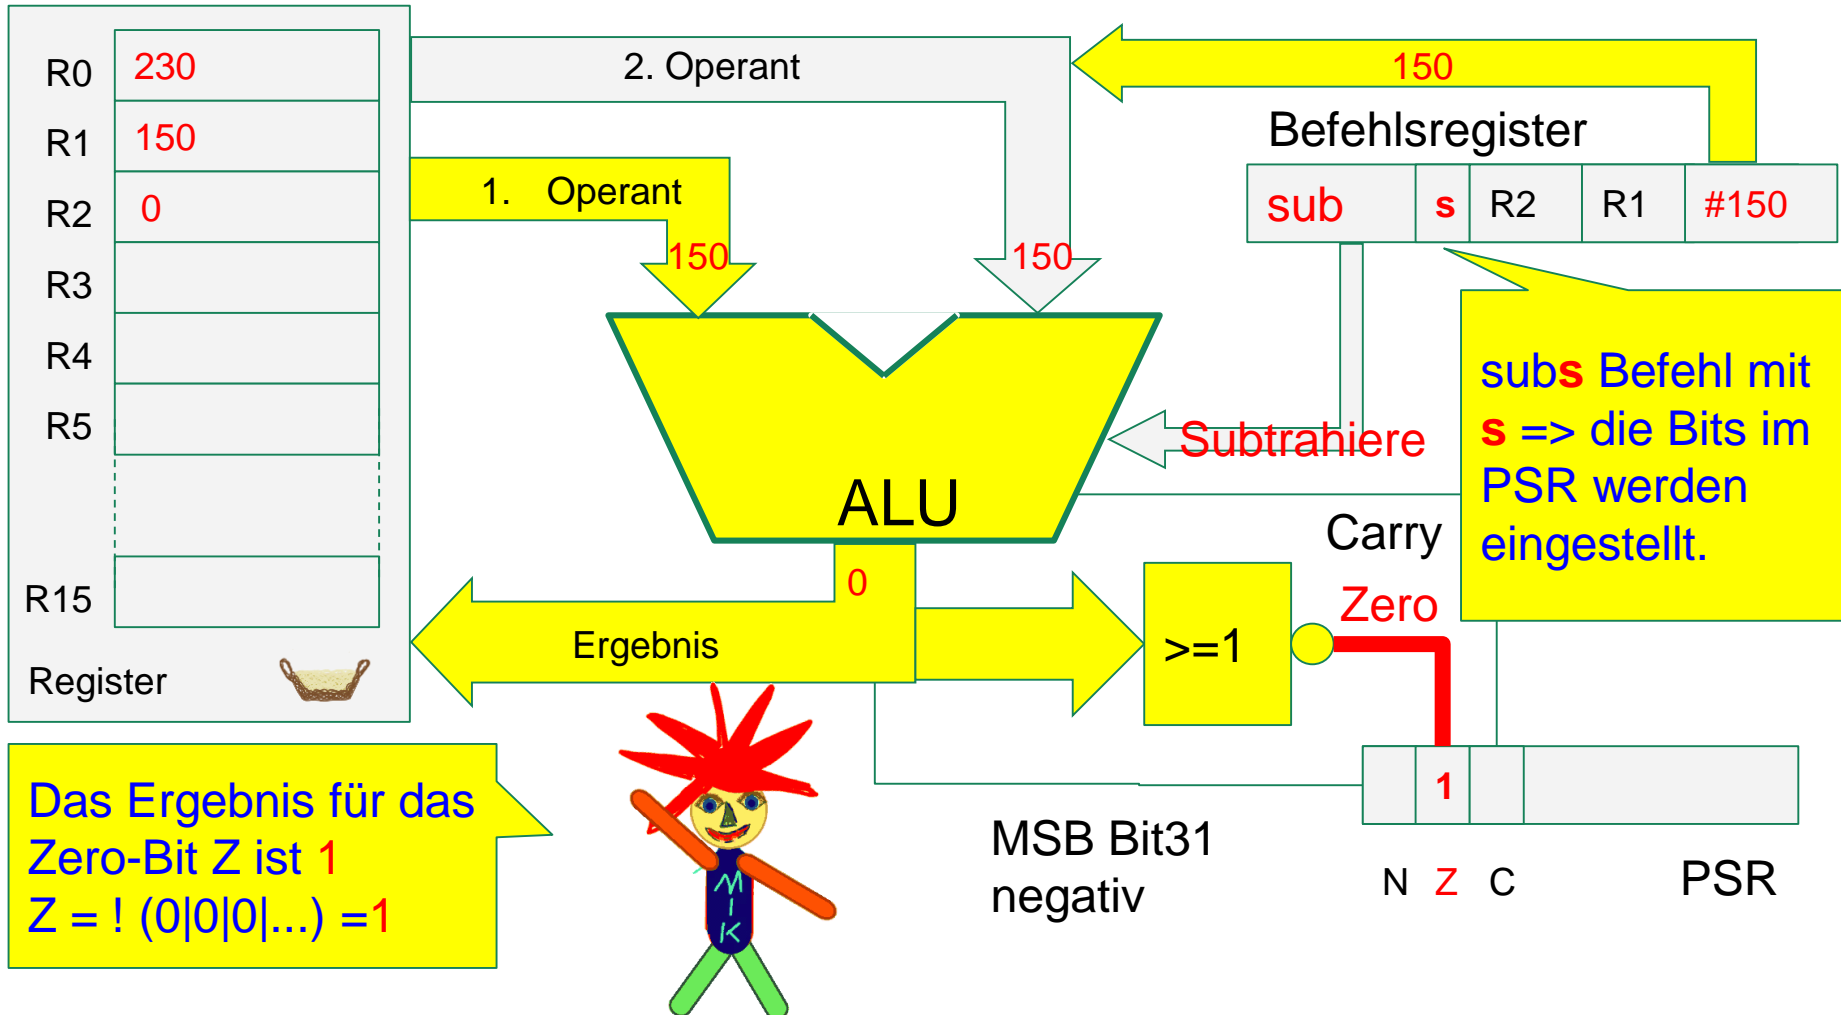 R0 230
R1 150
R2 0
R3
R4
R5
R15
Register
2. Operant
1. Operant
150
150
150
Befehlsregister
sub s R2 R1 #150
Subtrahiere
ALU
subs Befehl mit
s => die Bits im
PSR werden
eingestellt.
Carry
Zero
0
Ergebnis
>=1
Das Ergebnis für das
Zero-Bit Z ist 1
Z = ! (0|0|0|...) =1
MIK
MSB Bit31
negativ
1
N Z C PSR